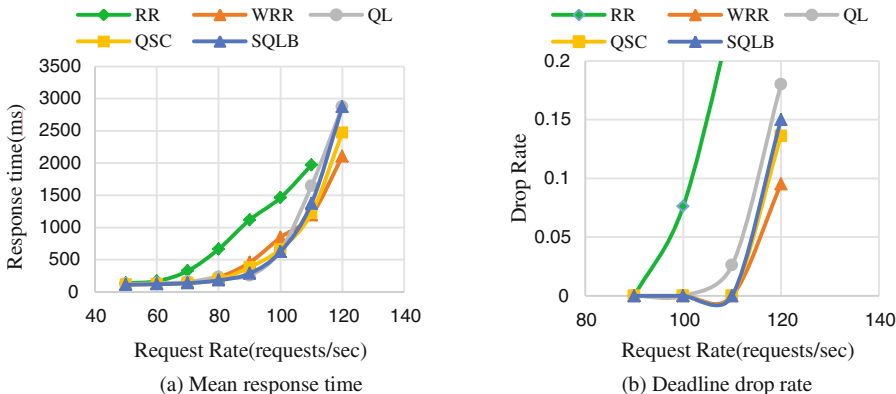 RR WRR QL
QSC SQLB
3500
3000
2500
2000
1500
1000
500
0
Response time(ms)
40 60 80 100 120 140
Request Rate(requests/sec)
(a) Mean response time
RR WRR QL
QSC SQLB
0.2
0.15
0.1
0.05
0
Drop Rate
80 100 120 140
Request Rate(requests/sec)
(b) Deadline drop rate